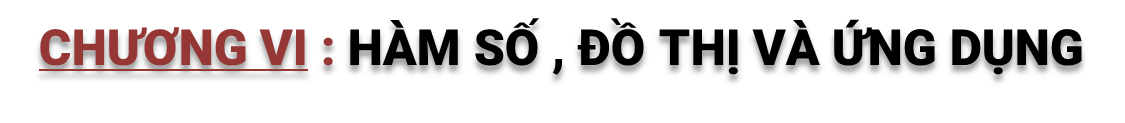 CHƯƠNG VI : HÀM SỐ , ĐỒ THỊ VÀ ỨNG DỤNG